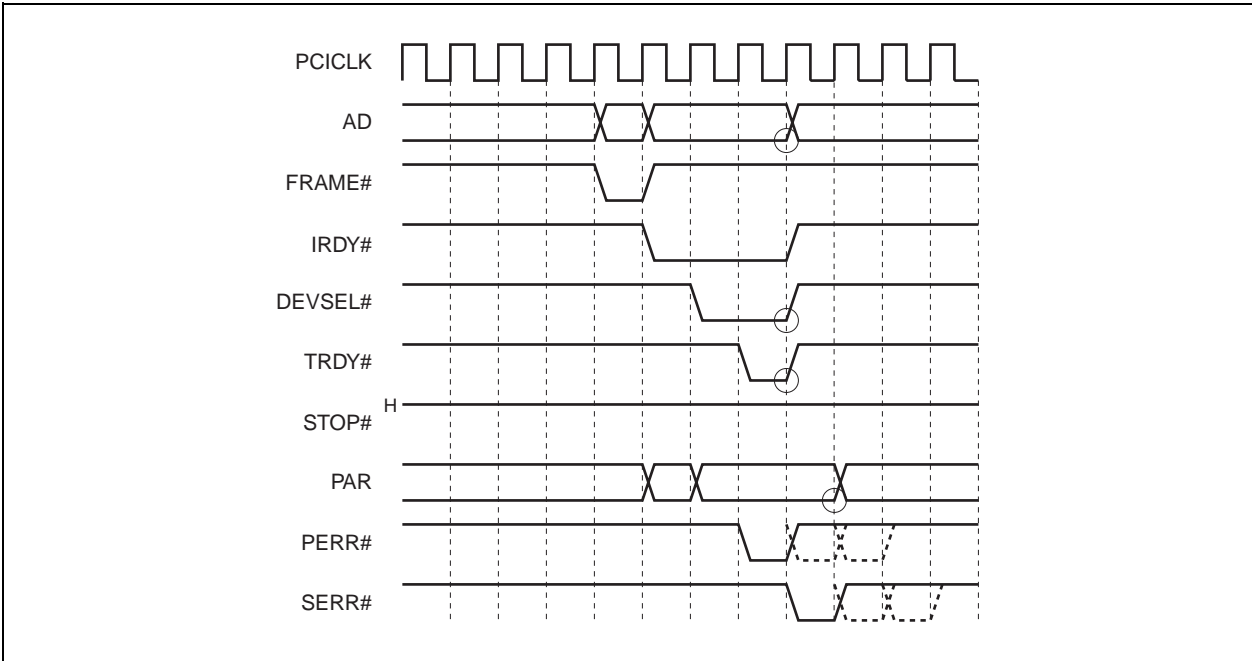 PCICLK
AD
FRAME#
IRDY#
DEVSEL#
TRDY#
H
STOP#
PAR
PERR#
SERR#